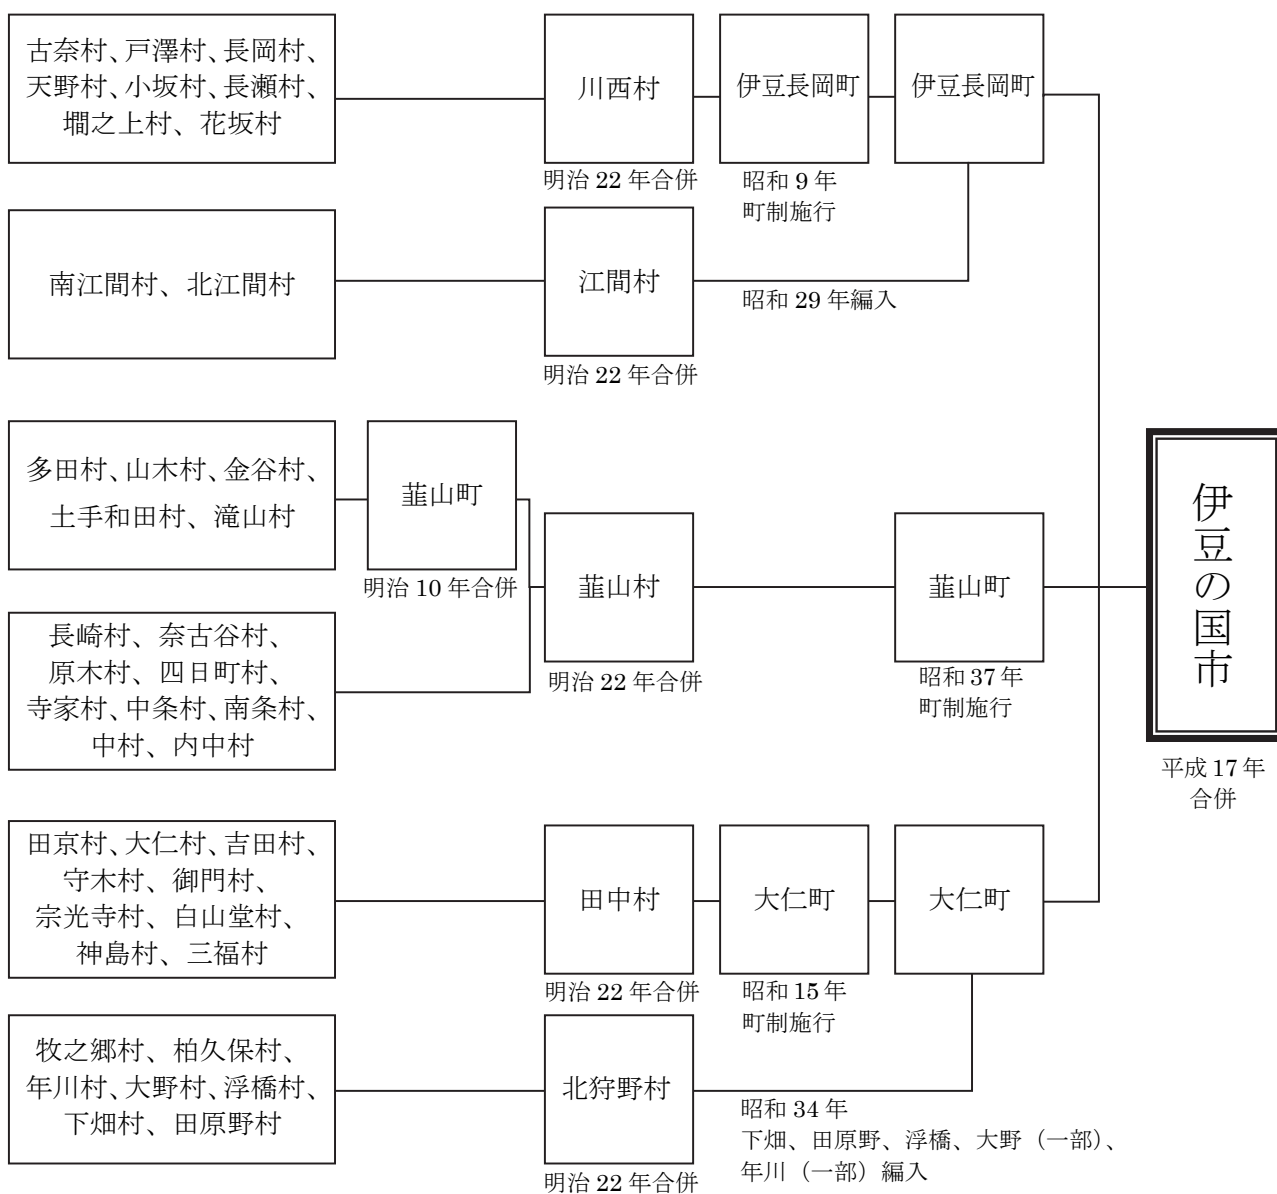 古奈村、戸澤村、長岡村、
天野村、小坂村、長瀬村、
墹之上村、花坂村
川西村
明治 22 年合併
伊豆長岡町
昭和 9 年
町制施行
伊豆長岡町
南江間村、北江間村
江間村
明治 22 年合併
昭和 29 年編入
多田村、山木村、金谷村、
土手和田村、滝山村
韮山町
明治 10 年合併
長崎村、奈古谷村、
原木村、四日町村、
寺家村、中条村、南条村、
中村、内中村
韮山村
明治 22 年合併
韮山町
昭和 37 年
町制施行
田京村、大仁村、吉田村、
守木村、御門村、
宗光寺村、白山堂村、
神島村、三福村
田中村
明治 22 年合併
大仁町
昭和 15 年
町制施行
大仁町
牧之郷村、柏久保村、
年川村、大野村、浮橋村、
下畑村、田原野村
北狩野村
明治 22 年合併
昭和 34 年
下畑、田原野、浮橋、大野（一部）、
年川（一部）編入
伊豆の国市
平成 17 年
合併